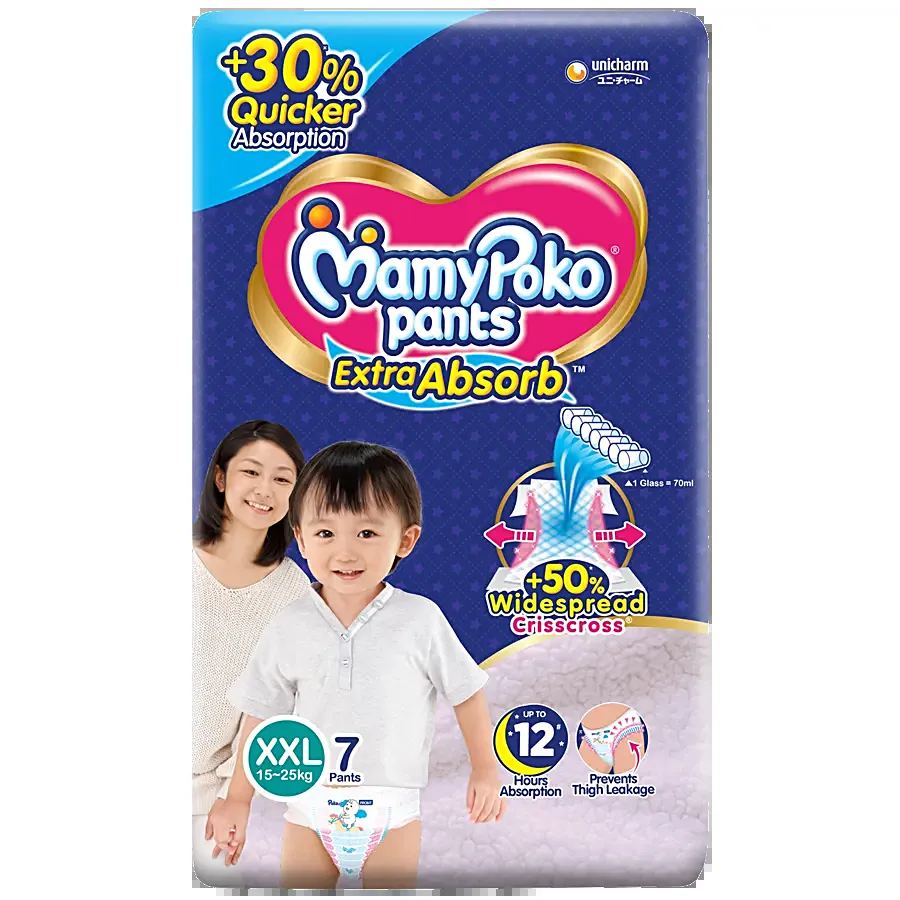 +30%*
Quicker
Absorption
unicharm
ユニ・チャーム
MamyPoko®
pants
Extra Absorb™
▲1 Glass = 70ml
+50%*
Widespread
Crisscross®
XXL
15~25kg
7
Pants
UP TO
12#
Hours
Absorption
Prevents
Thigh Leakage
FRONT